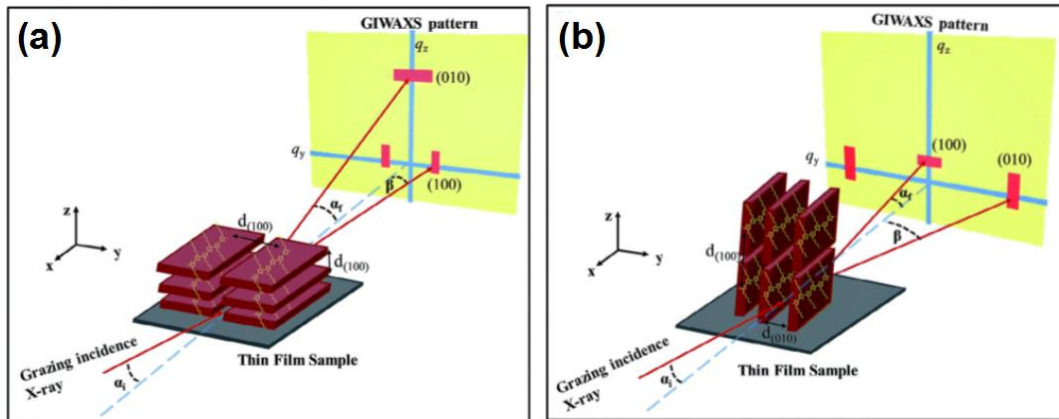 (a)
GIWAXS pattern
q_z
(010)
q_y
(100)
β
α_f
d(100)
d(100)
z
y
x
Grazing incidence
X-ray
α_i
Thin Film Sample
(b)
GIWAXS pattern
q_z
(100)
(010)
q_y
α_f
β
d(100)
z
y
x
d(010)
Grazing incidence
X-ray
α_i
Thin Film Sample